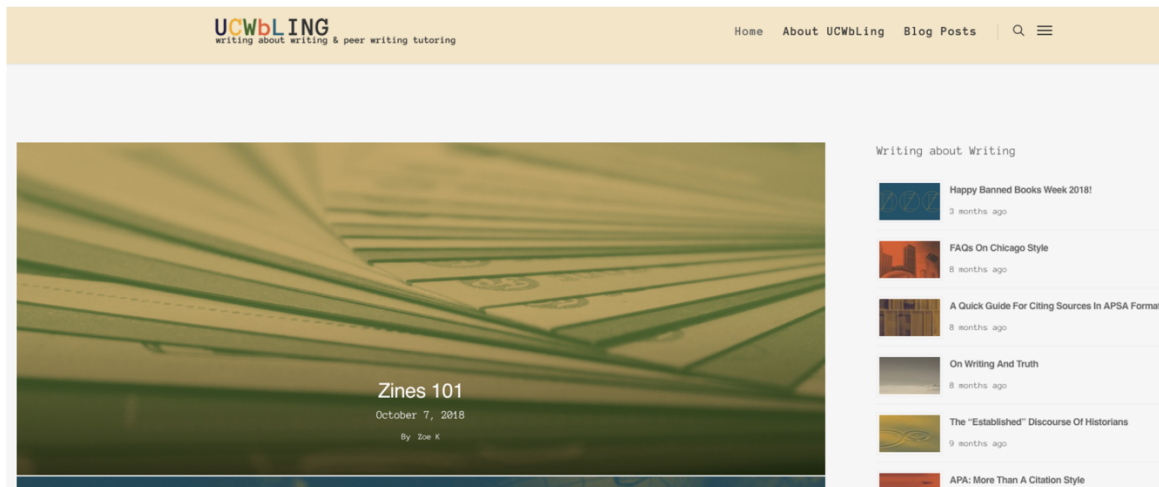 UCWbLING
writing about writing & peer writing tutoring
Home
About UCWbLing
Blog Posts
Zines 101
October 7, 2018
By Zoe K
Writing about Writing
Happy Banned Books Week 2018!
3 months ago
FAQs On Chicago Style
8 months ago
A Quick Guide For Citing Sources In APSA Format
8 months ago
On Writing And Truth
8 months ago
The “Established” Discourse Of Historians
9 months ago
APA: More Than A Citation Style